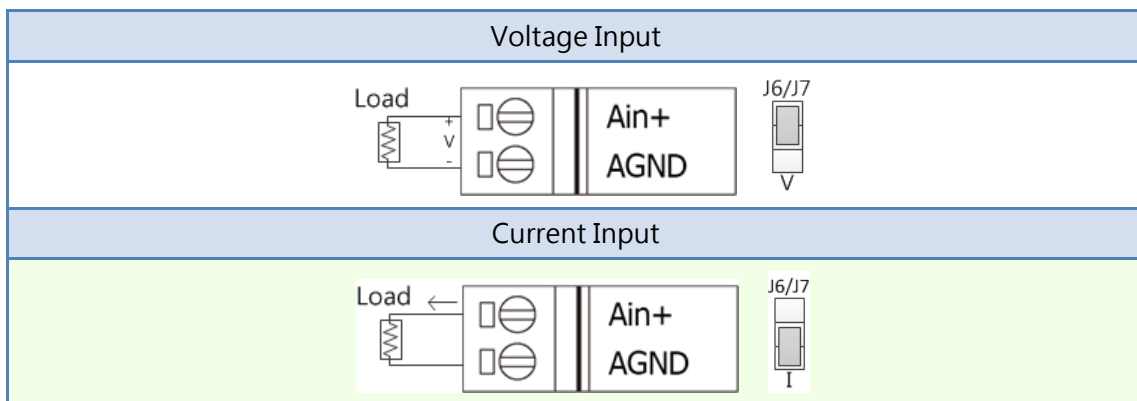 Voltage Input
Load
+
V
-
Ain+
AGND
J6/J7
V
Current Input
Load ←
Ain+
AGND
J6/J7
I